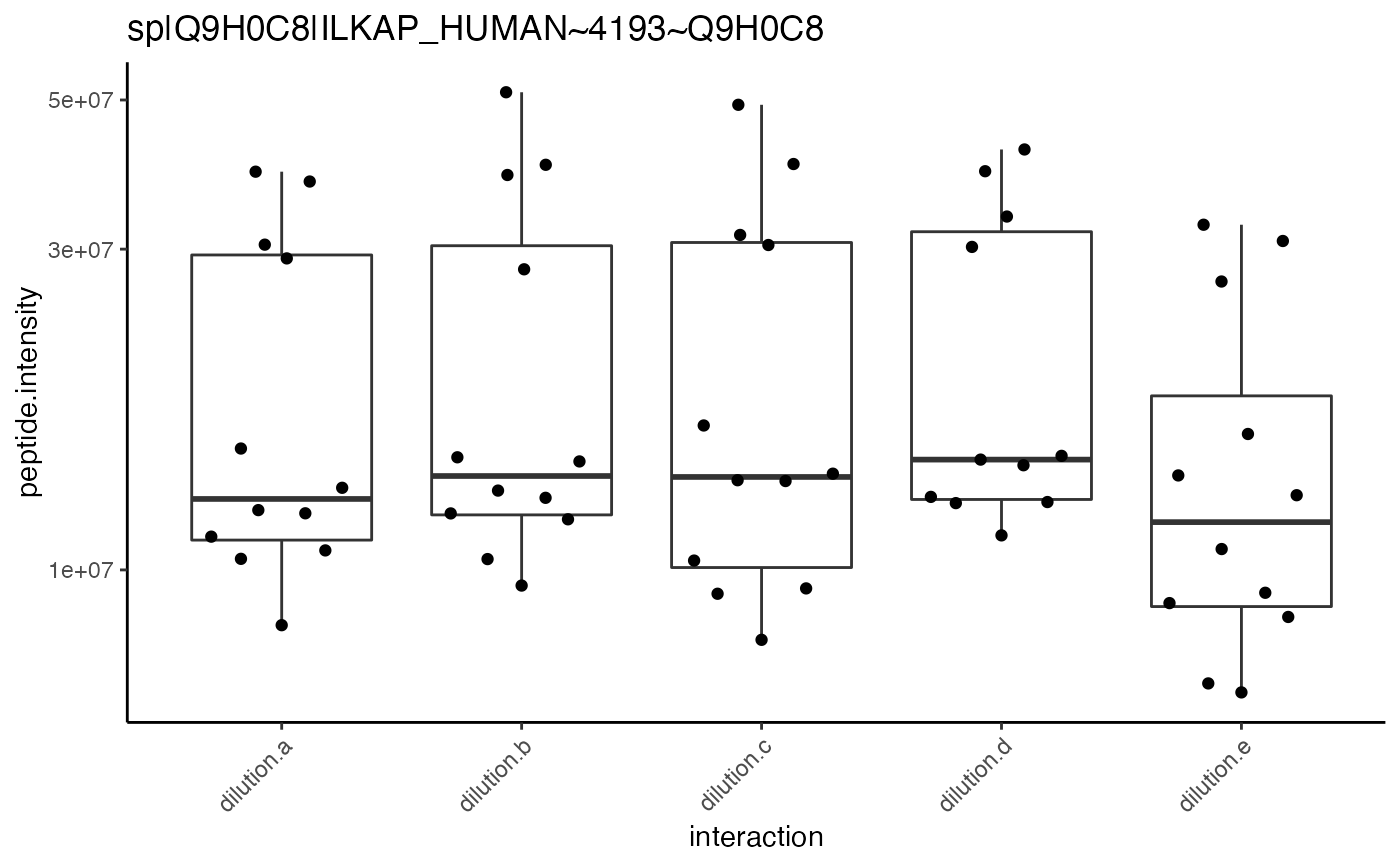 sp|Q9H0C8|ILKAP_HUMAN~4193~Q9H0C8
peptide.intensity
5e+07
3e+07
1e+07
dilution.a
dilution.b
dilution.c
dilution.d
dilution.e
interaction